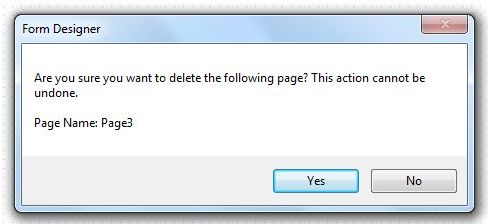 Form Designer
Are you sure you want to delete the following page? This action cannot be
undone.
Page Name: Page3
Yes
No